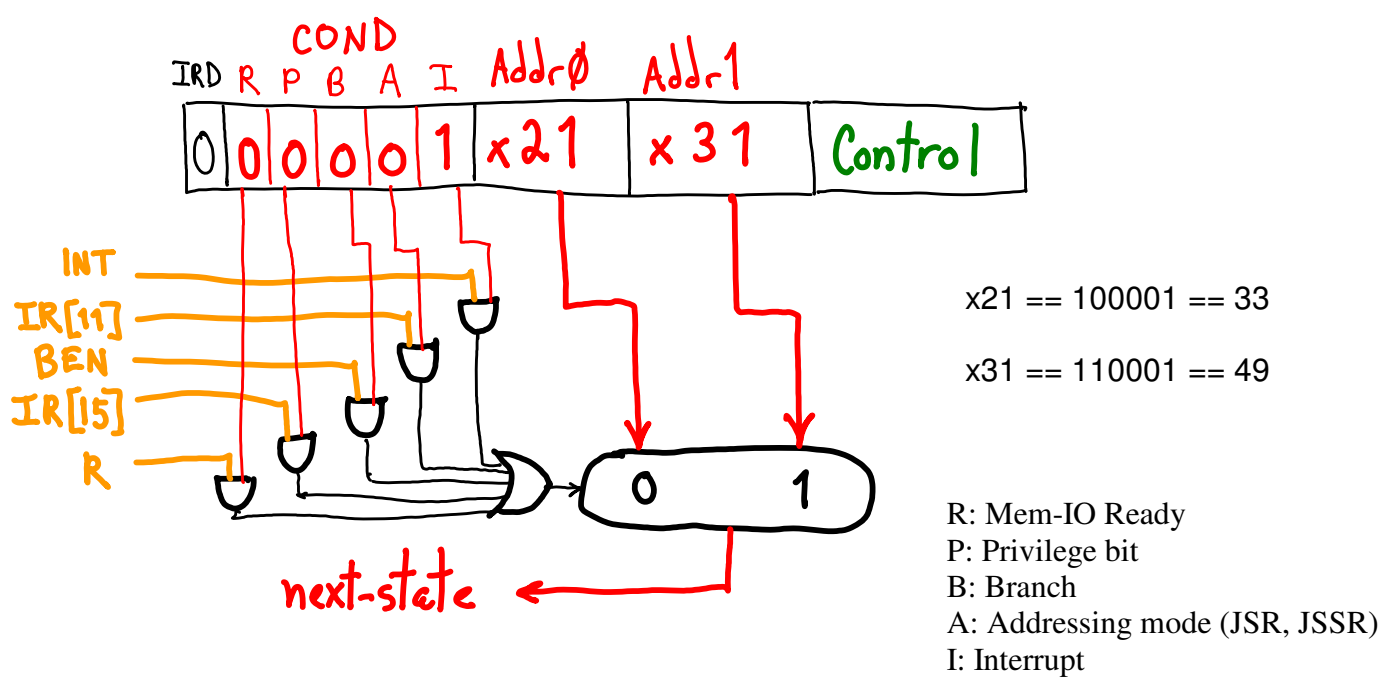 COND
IRD R P B A I Addr0 Addr1
0 0 0 0 0 1 x21 x31 Control
INT
IR[11]
BEN
IR[15]
R
x21 == 100001 == 33
x31 == 110001 == 49
0 1
next-state
R: Mem-IO Ready
P: Privilege bit
B: Branch
A: Addressing mode (JSR, JSSR)
I: Interrupt